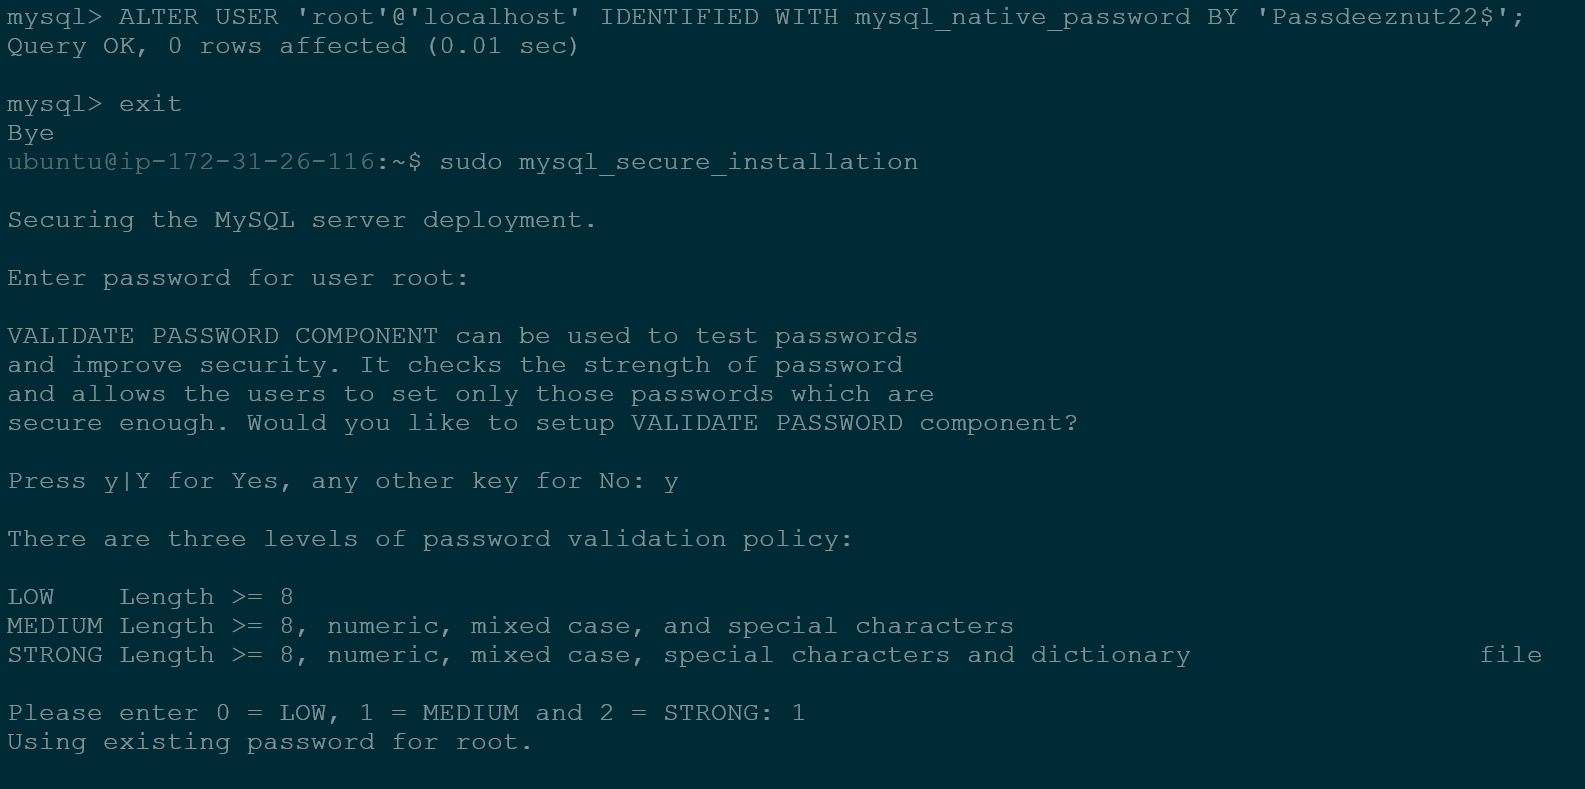 mysql> ALTER USER 'root'@'localhost' IDENTIFIED WITH mysql_native_password BY 'Passdeeznut22$';
Query OK, 0 rows affected (0.01 sec)
mysql> exit
Bye
ubuntu@ip-172-31-26-116:~$ sudo mysql_secure_installation
Securing the MySQL server deployment.
Enter password for user root:
VALIDATE PASSWORD COMPONENT can be used to test passwords
and improve security. It checks the strength of password
and allows the users to set only those passwords which are
secure enough. Would you like to setup VALIDATE PASSWORD component?
Press y|Y for Yes, any other key for No: y
There are three levels of password validation policy:
LOW    Length >= 8
MEDIUM Length >= 8, numeric, mixed case, and special characters
STRONG Length >= 8, numeric, mixed case, special characters and dictionary                  file
Please enter 0 = LOW, 1 = MEDIUM and 2 = STRONG: 1
Using existing password for root.